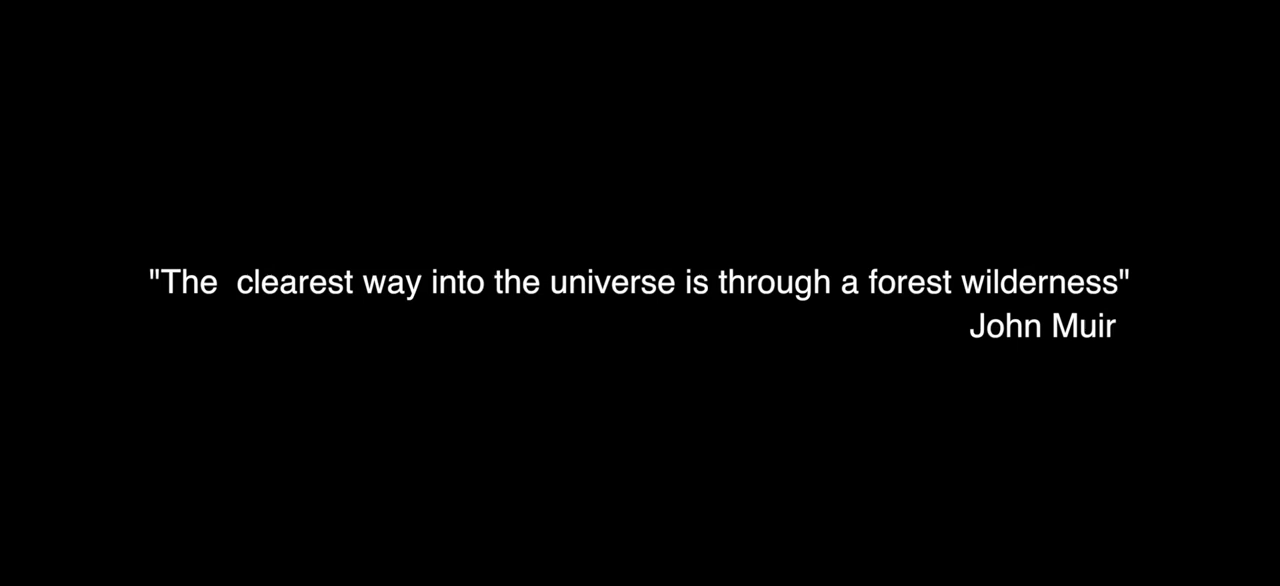 "The  clearest way into the universe is through a forest wilderness"
John Muir